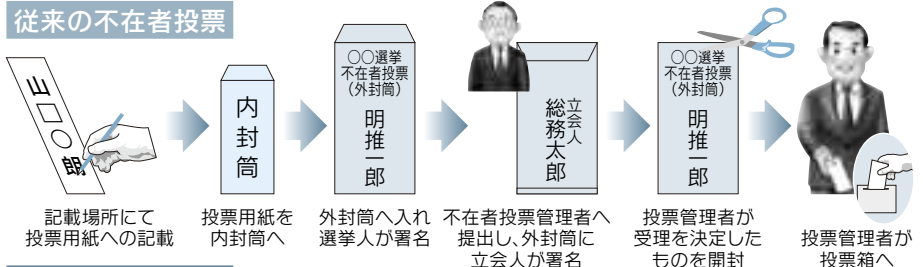 従来の不在者投票
山□○朗
内封筒
○○選挙
不在者投票
(外封筒)
明推一郎
立会人
総務太郎
○○選挙
不在者投票
(外封筒)
明推一郎
記載場所にて
投票用紙への記載
投票用紙を
内封筒へ
外封筒へ入れ
選挙人が署名
不在者投票管理者へ
提出し、外封筒に
立会人が署名
投票管理者が
受理を決定した
ものを開封
投票管理者が
投票箱へ